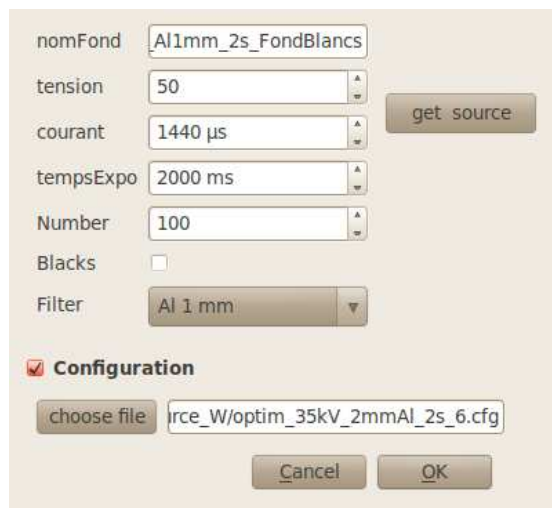 nomFond _Al1mm_2s_FondBlancs
tension 50
get source
courant 1440 µs
tempsExpo 2000 ms
Number 100
Blacks
Filter Al 1 mm
Configuration
choose file rce_W/optim_35kV_2mmAl_2s_6.cfg
Cancel OK